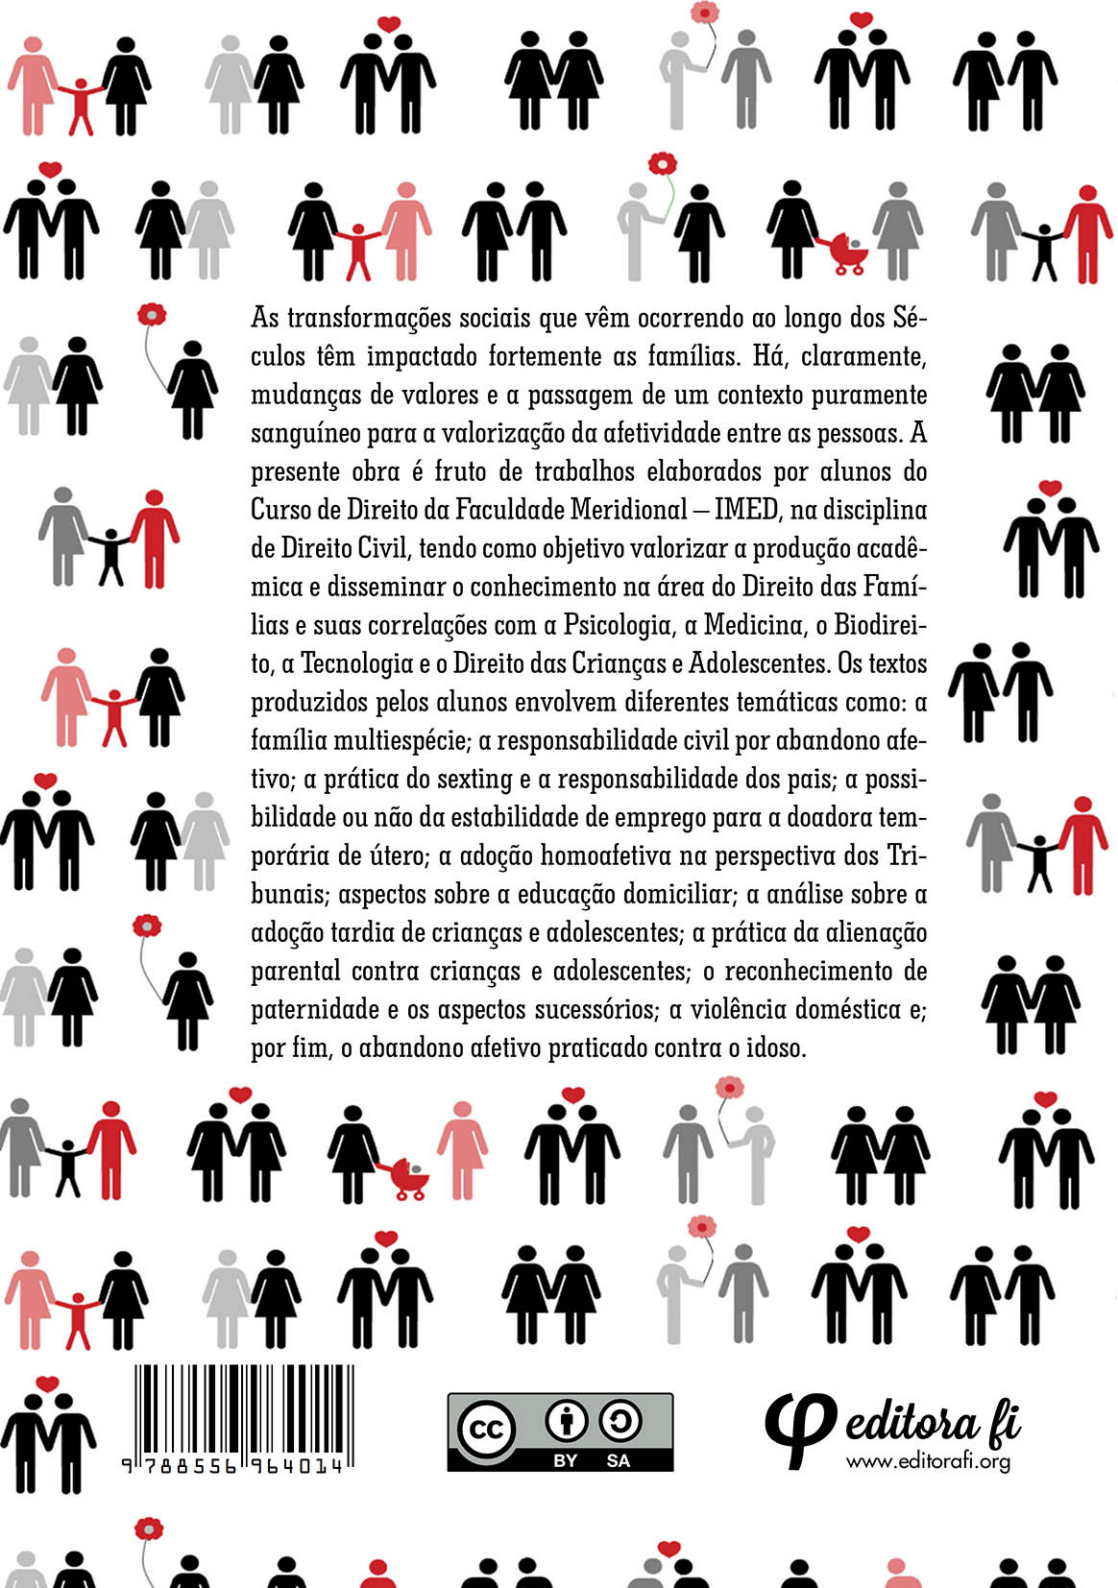 As transformações sociais que vêm ocorrendo ao longo dos Sé-
culos têm impactado fortemente as famílias. Há, claramente,
mudanças de valores e a passagem de um contexto puramente
sanguíneo para a valorização da afetividade entre as pessoas. A
presente obra é fruto de trabalhos elaborados por alunos do
Curso de Direito da Faculdade Meridional – IMED, na disciplina
de Direito Civil, tendo como objetivo valorizar a produção acadê-
mica e disseminar o conhecimento na área do Direito das Famí-
lias e suas correlações com a Psicologia, a Medicina, o Biodirei-
to, a Tecnologia e o Direito das Crianças e Adolescentes. Os textos
produzidos pelos alunos envolvem diferentes temáticas como: a
família multiespécie; a responsabilidade civil por abandono afe-
tivo; a prática do sexting e a responsabilidade dos pais; a possi-
bilidade ou não da estabilidade de emprego para a doadora tem-
porária de útero; a adoção homoafetiva na perspectiva dos Tri-
bunais; aspectos sobre a educação domiciliar; a análise sobre a
adoção tardia de crianças e adolescentes; a prática da alienação
parental contra crianças e adolescentes; o reconhecimento de
paternidade e os aspectos sucessórios; a violência doméstica e;
por fim, o abandono afetivo praticado contra o idoso.
9 788556 964014
cc
BY SA
φ editora fi
www.editorafi.org